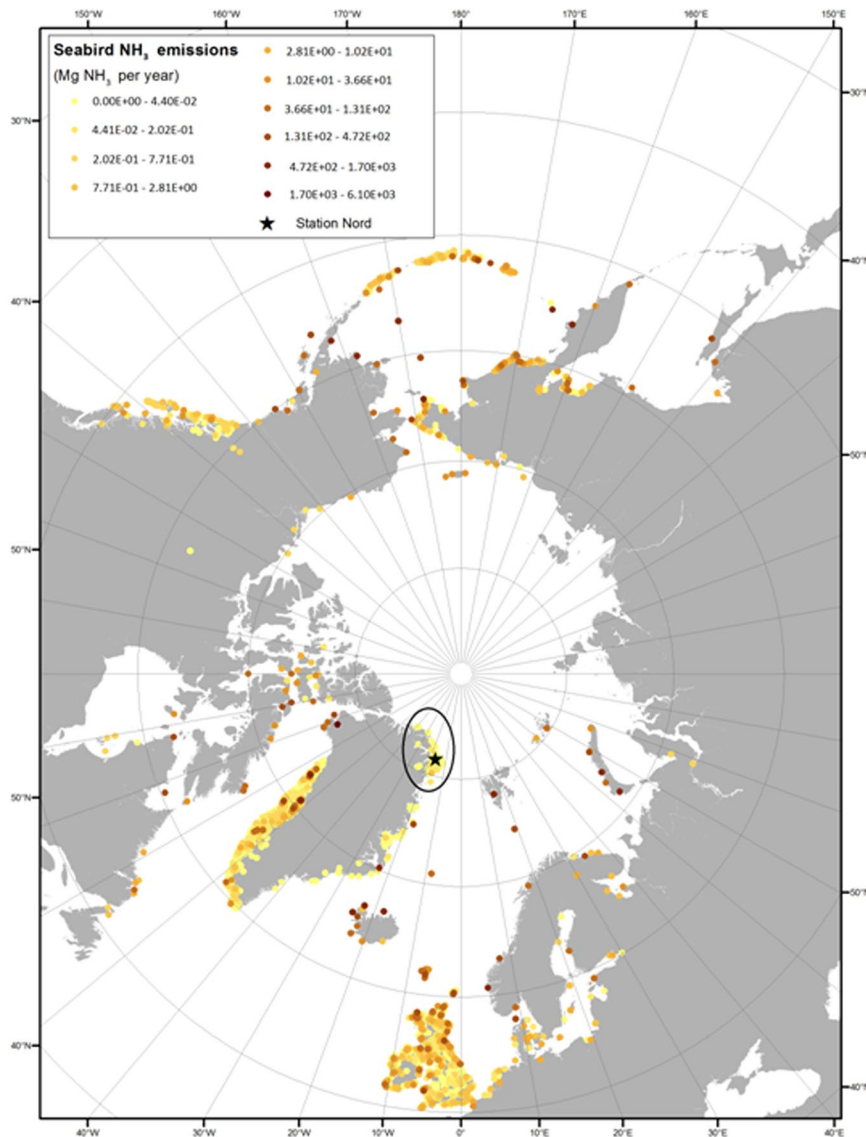 150°W 160°W 170°W 180° 170°E 160°E 150°E
Seabird NH3 emissions
(Mg NH3 per year)
0.00E+00 - 4.40E-02
4.41E-02 - 2.02E-01
2.02E-01 - 7.71E-01
7.71E-01 - 2.81E+00
2.81E+00 - 1.02E+01
1.02E+01 - 3.66E+01
3.66E+01 - 1.31E+02
1.31E+02 - 4.72E+02
4.72E+02 - 1.70E+03
1.70E+03 - 6.10E+03
Station Nord
30°N
40°N
50°N
50°N
40°N
30°N
40°N
50°N
50°N
40°N
40°W 30°W 20°W 10°W 0° 10°E 20°E 30°E 40°E